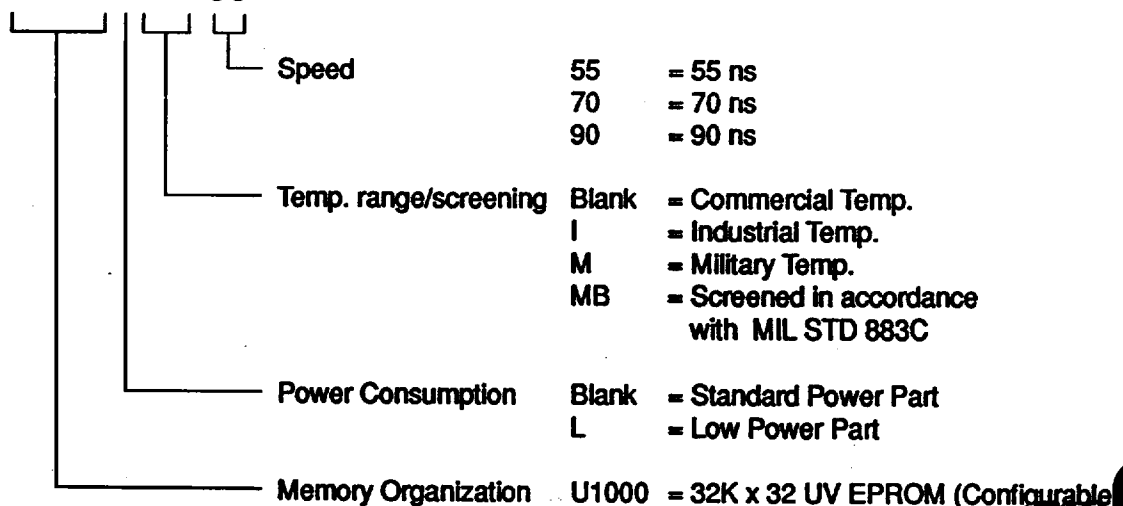 Speed 55 = 55 ns
70 = 70 ns
90 = 90 ns
Temp. range/screening Blank = Commercial Temp.
I = Industrial Temp.
M = Military Temp.
MB = Screened in accordance
with MIL STD 883C
Power Consumption Blank = Standard Power Part
L = Low Power Part
Memory Organization U1000 = 32K x 32 UV EPROM (Configurable